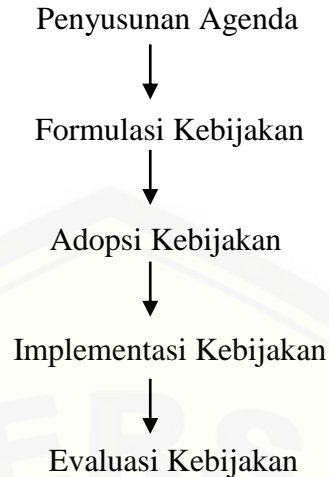 Penyusunan Agenda
Formulasi Kebijakan
Adopsi Kebijakan
Implementasi Kebijakan
Evaluasi Kebijakan